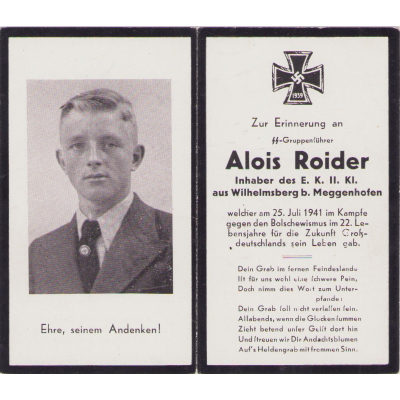 Ehre, seinem Andenken!
1939
Zur Erinnerung an
SS-Gruppenführer
Alois Roider
Inhaber des E. K. II. Kl.
aus Wilhelmsberg b. Meggenhofen
welcher am 25. Juli 1941 im Kampfe
gegen den Bolschewismus im 22. Le-
bensjahre für die Zukunft Groß-
deutschlands sein Leben gab.
Dein Grab im fernen Feindesland
Ist für uns wohl eine schwere Pein,
Doch nimm dies Wort zum Unter-
pfande:
Dein Grab soll nicht verlassen sein.
Allabends, wenn die Glocken summen
Zieht betend unser Geist dort hin
Und streuen wir Dir Andachtsblumen
Auf's Heldengrab mit frommen Sinn.